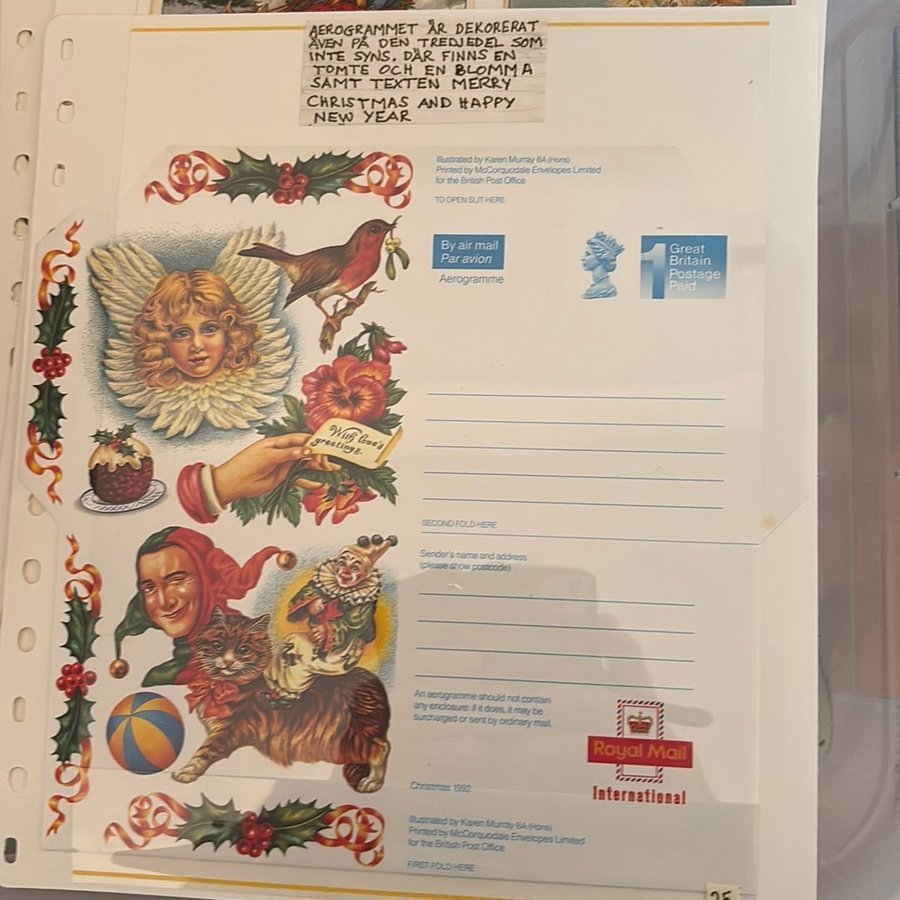 AEROGRAMMET ÄR DEKORERAT
ÄVEN PÅ DEN TREDJEDEL SOM
INTE SYNS. DÄR FINNS EN
TOMTE OCH EN BLOMMA
SAMT TEXTEN MERRY
CHRISTMAS AND HAPPY
NEW YEAR
Illustrated by Karen Murray BA (Hons)
Printed by McCorquodale Envelopes Limited
for the British Post Office
TO OPEN SLIT HERE
By air mail
Par avion
Aerogramme
1
Great
Britain
Postage
Paid
With love's
greetings.
SECOND FOLD HERE
Sender's name and address
(please show postcode)
An aerogramme should not contain
any enclosure: if it does, it may be
surcharged or sent by ordinary mail.
Royal Mail
International
Christmas 1992
Illustrated by Karen Murray BA (Hons)
Printed by McCorquodale Envelopes Limited
for the British Post Office
FIRST FOLD HERE
25